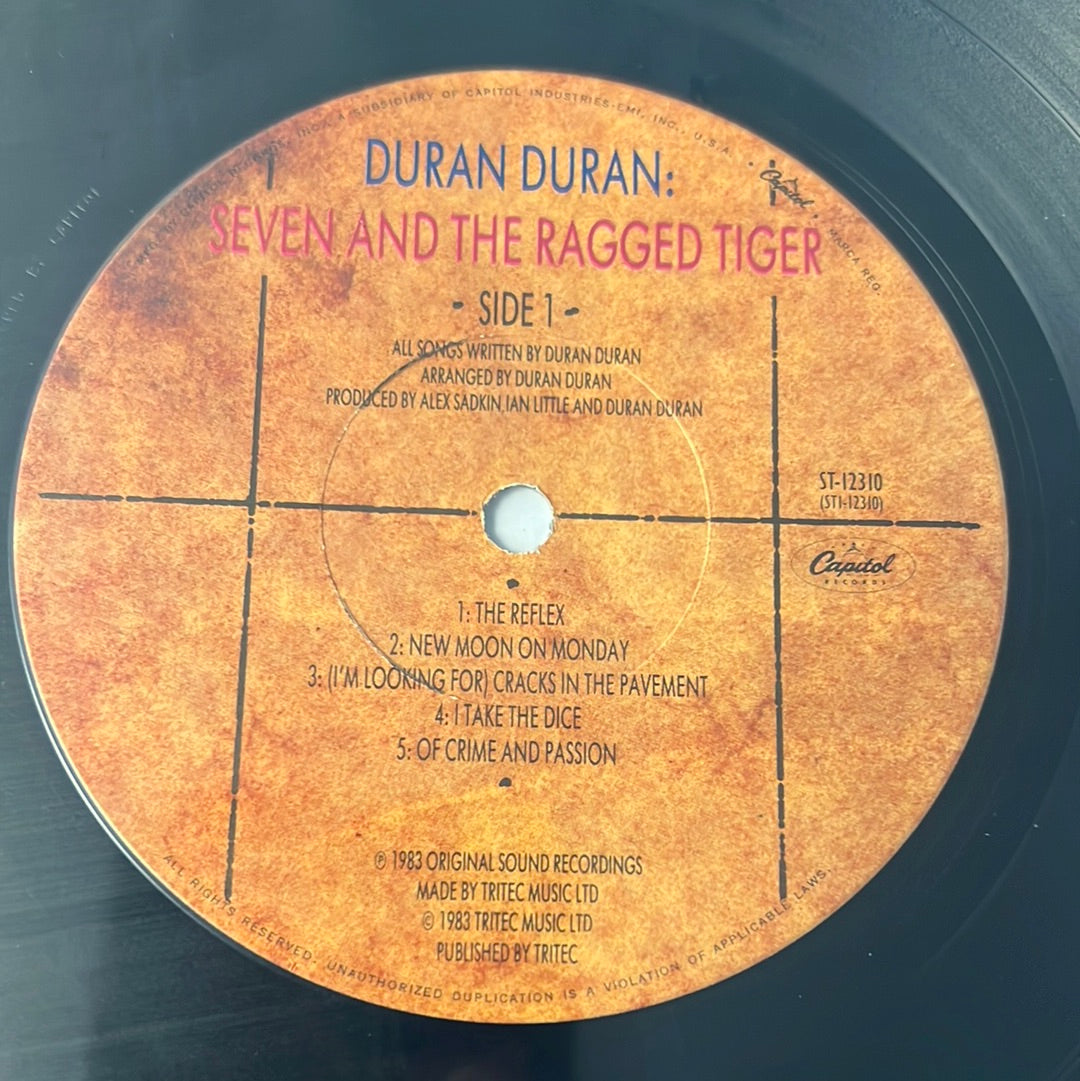 A SUBSIDIARY OF CAPITOL INDUSTRIES-EMI, INC., U.S.A.
Capitol
MARCA REG.
DURAN DURAN:
SEVEN AND THE RAGGED TIGER
- SIDE 1 -
ALL SONGS WRITTEN BY DURAN DURAN
ARRANGED BY DURAN DURAN
PRODUCED BY ALEX SADKIN, IAN LITTLE AND DURAN DURAN
ST-12310
(ST1-12310)
Capitol
RECORDS
1: THE REFLEX
2: NEW MOON ON MONDAY
3: (I'M LOOKING FOR) CRACKS IN THE PAVEMENT
4: I TAKE THE DICE
5: OF CRIME AND PASSION
℗ 1983 ORIGINAL SOUND RECORDINGS
MADE BY TRITEC MUSIC LTD
© 1983 TRITEC MUSIC LTD
PUBLISHED BY TRITEC
ALL RIGHTS RESERVED. UNAUTHORIZED DUPLICATION IS A VIOLATION OF APPLICABLE LAWS.